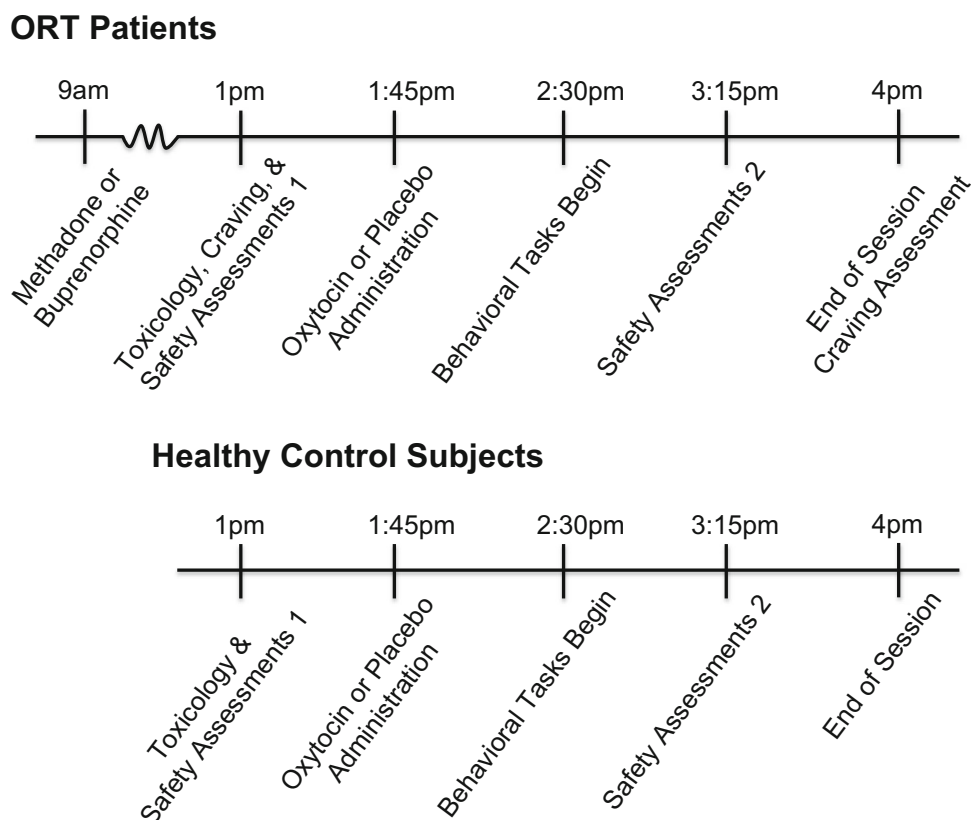 ORT Patients
9am 1pm 1:45pm 2:30pm 3:15pm 4pm
Methadone or
Buprenorphine
Toxicology, Craving, &
Safety Assessments 1
Oxytocin or Placebo
Administration
Behavioral Tasks Begin
Safety Assessments 2
End of Session
Craving Assessment
Healthy Control Subjects
1pm 1:45pm 2:30pm 3:15pm 4pm
Toxicology &
Safety Assessments 1
Oxytocin or Placebo
Administration
Behavioral Tasks Begin
Safety Assessments 2
End of Session